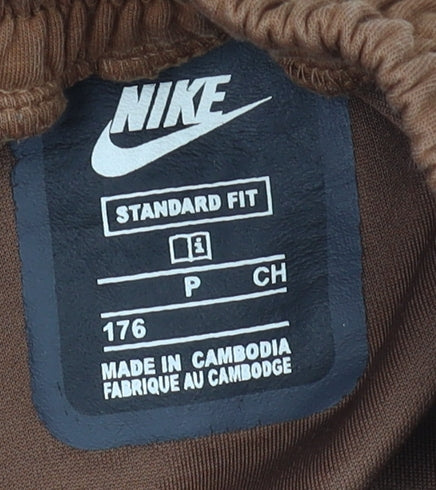 NIKE
STANDARD FIT
P CH
176
MADE IN CAMBODIA
FABRIQUE AU CAMBODGE